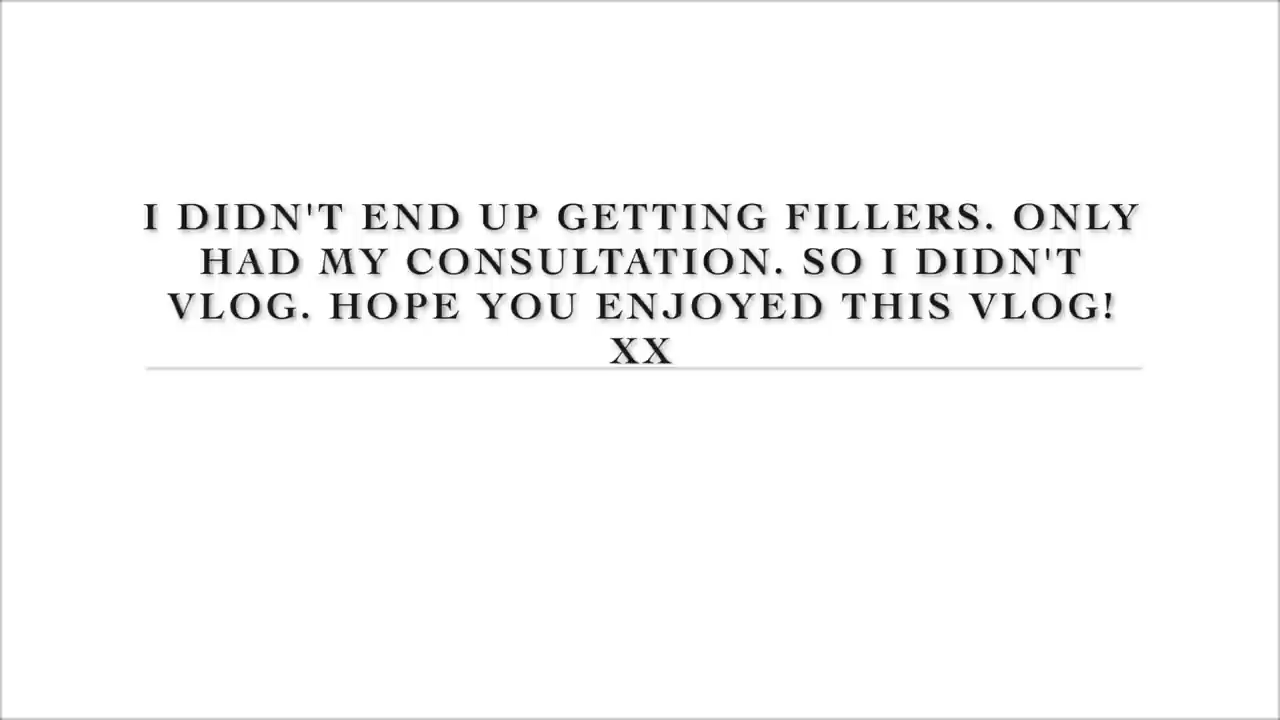 I DIDN'T END UP GETTING FILLERS. ONLY
HAD MY CONSULTATION. SO I DIDN'T
VLOG. HOPE YOU ENJOYED THIS VLOG!
XX